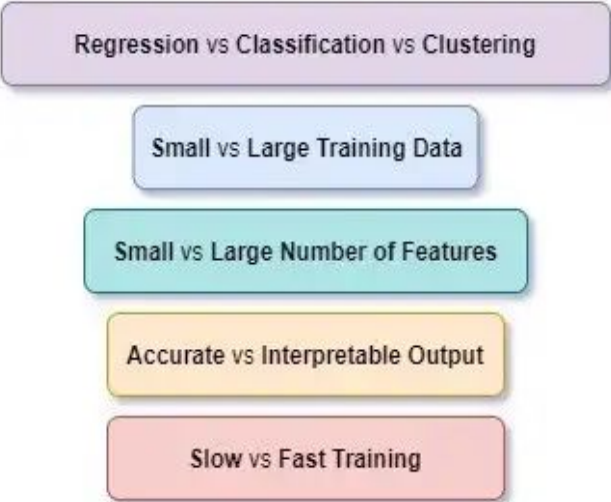 Regression vs Classification vs Clustering
Small vs Large Training Data
Small vs Large Number of Features
Accurate vs Interpretable Output
Slow vs Fast Training